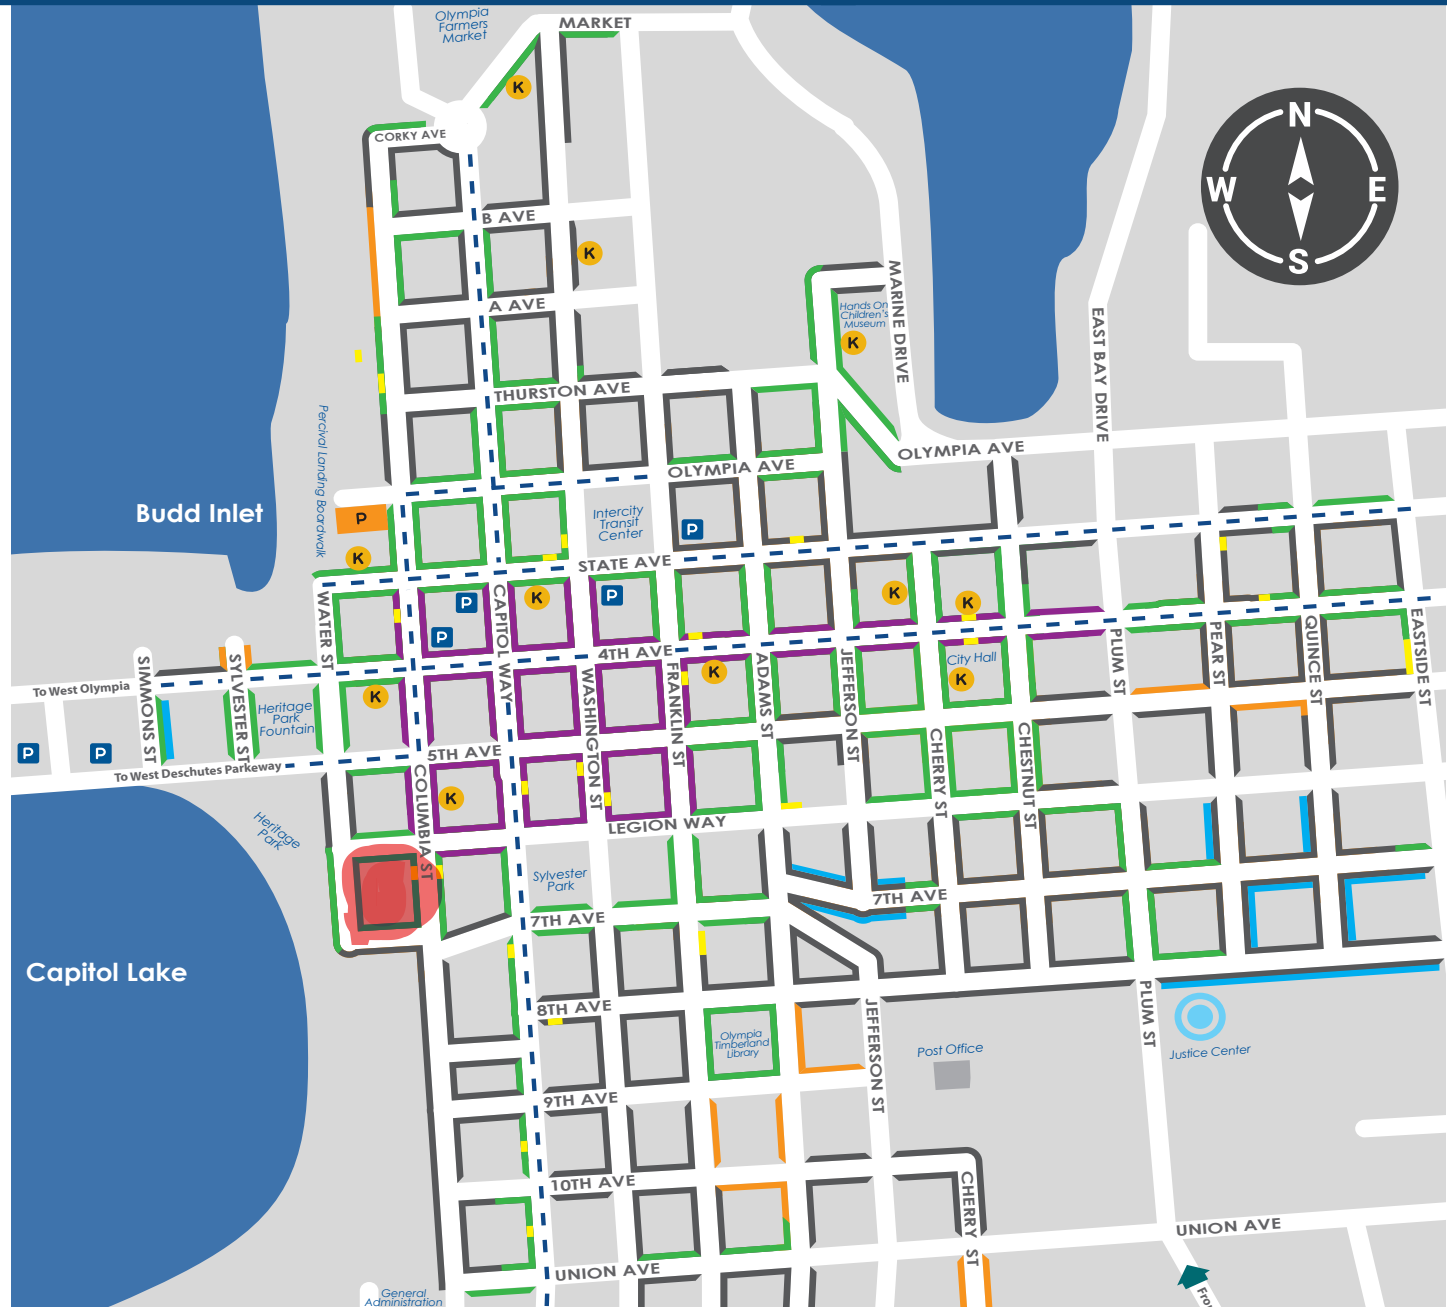 Olympia
Farmers
Market
MARKET
K
N
W
E
S
CORKY AVE
B AVE
K
A AVE
MARINE DRIVE
Hands On
Children's
Museum
K
EAST BAY DRIVE
THURSTON AVE
Percival Landing Boardwalk
OLYMPIA AVE
OLYMPIA AVE
Budd Inlet
P
Intercity
Transit
Center
P
K
STATE AVE
WATER ST
P
CAPITOL WAY
K
P
K
K
P
4TH AVE
SIMMONS ST
SYLVESTER ST
To West Olympia
WASHINGTON ST
FRANKLIN ST
K
ADAMS ST
JEFFERSON ST
City Hall
K
PLUM ST
PEAR ST
QUINCE ST
EASTSIDE ST
K
Heritage
Park
Fountain
P
P
To West Deschutes Parkway
5TH AVE
COLUMBIA ST
CHERRY ST
CHESTNUT ST
K
LEGION WAY
Heritage
Park
Sylvester
Park
7TH AVE
7TH AVE
Capitol Lake
8TH AVE
JEFFERSON ST
PLUM ST
Olympia
Timberland
Library
Post Office
Justice Center
9TH AVE
10TH AVE
CHERRY ST
UNION AVE
UNION AVE
General
Administration
Fro